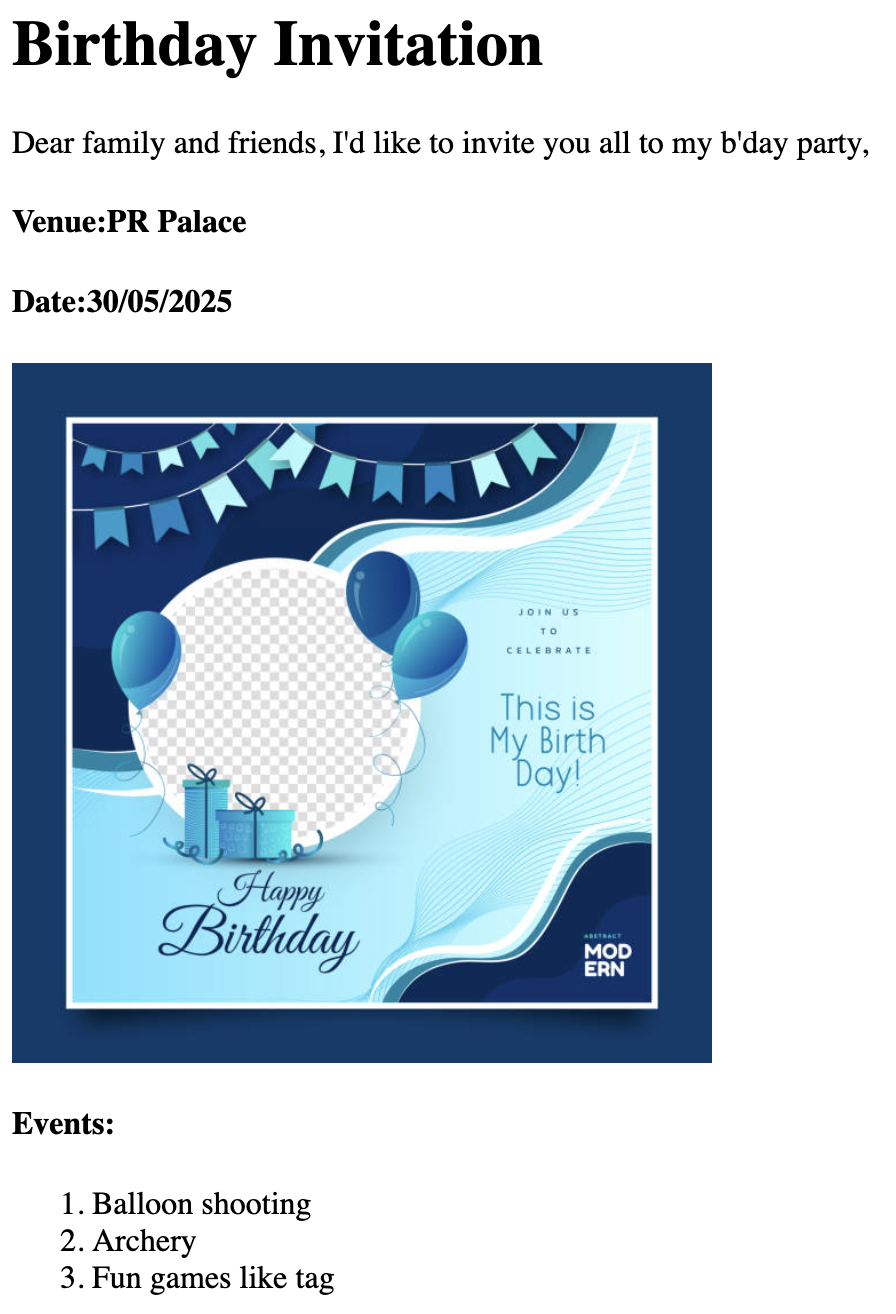 Birthday Invitation
Dear family and friends, I'd like to invite you all to my b'day party,
Venue:PR Palace
Date:30/05/2025
JOIN US
TO
CELEBRATE
This is
My Birth
Day!
Happy
Birthday
ABSTRACT
MOD
ERN
Events:
1. Balloon shooting
2. Archery
3. Fun games like tag